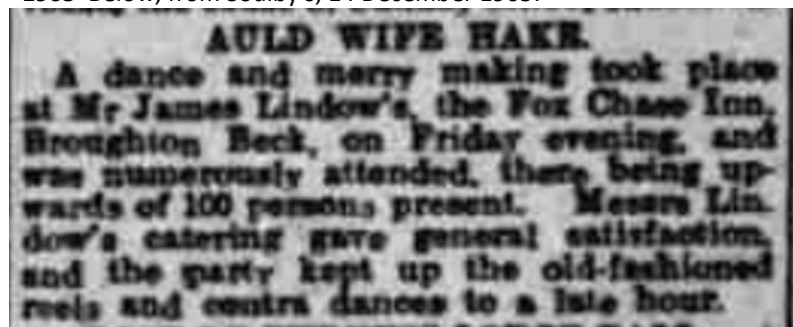 AULD WIFE HAKE.
A dance and merry making took place
at Mr James Lindow's, the Fox Chase Inn,
Broughton Beck, on Friday evening, and
was numerously attended, there being up-
wards of 100 persons present. Messrs Lin-
dow's catering gave general satisfaction,
and the party kept up the old-fashioned
reels and contra dances to a late hour.